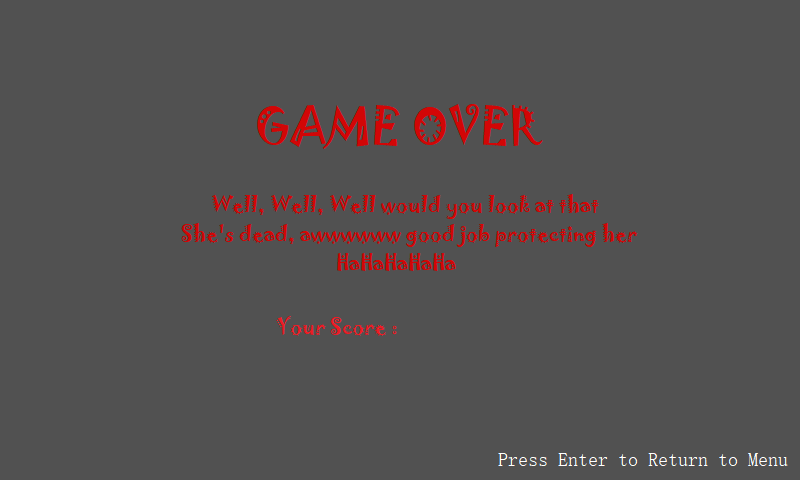 GAME OVER
Well, Well, Well would you look at that
She's dead, awwwwww good job protecting her
HaHaHaHaHa
Your Score :
Press Enter to Return to Menu